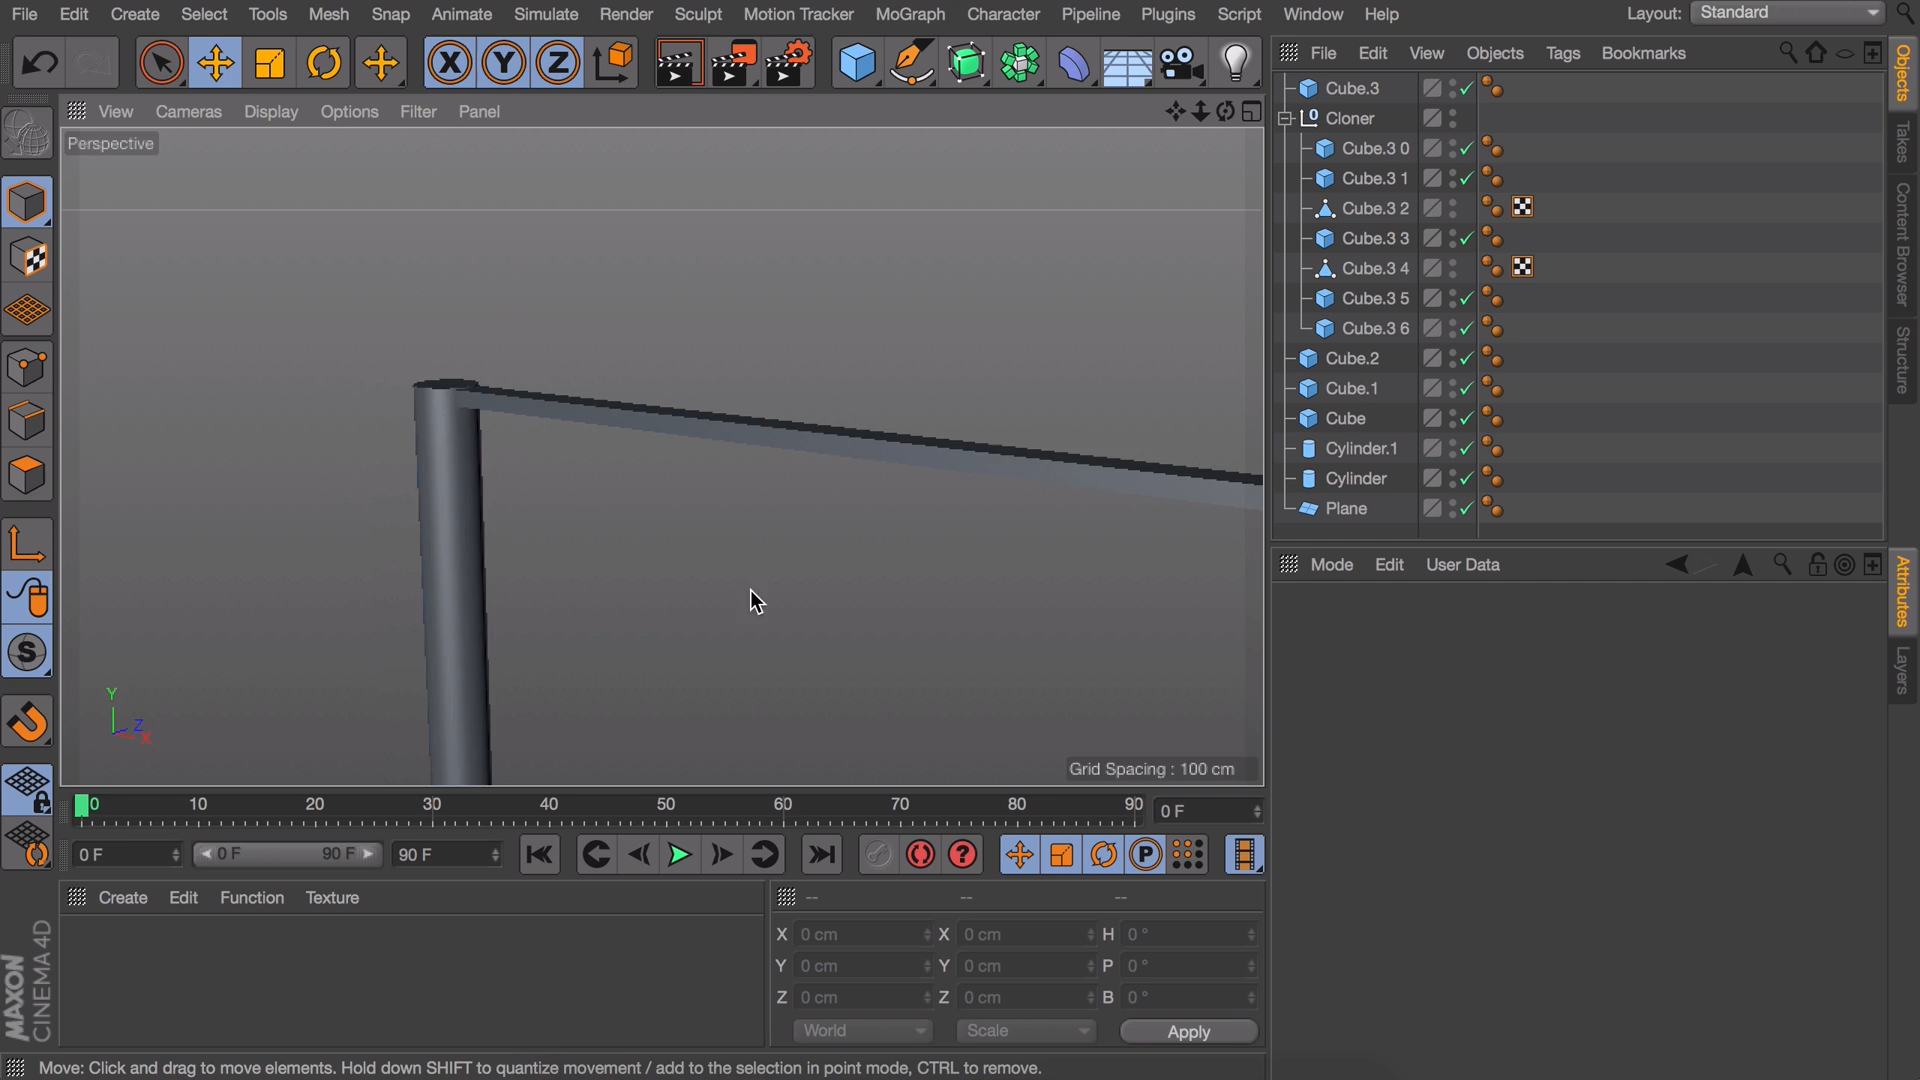 File Edit Create Select Tools Mesh Snap Animate Simulate Render Sculpt Motion Tracker MoGraph Character Pipeline Plugins Script Window Help Layout: Standard
File Edit View Objects Tags Bookmarks
View Cameras Display Options Filter Panel
Perspective
Cube.3
Cloner
Cube.3 0
Cube.3 1
Cube.3 2
Cube.3 3
Cube.3 4
Cube.3 5
Cube.3 6
Cube.2
Cube.1
Cube
Cylinder.1
Cylinder
Plane
Objects
Takes
Content Browser
Structure
Mode Edit User Data
Attributes
Layers
Y
Z
X
Grid Spacing : 100 cm
0 10 20 30 40 50 60 70 80 90 0 F
0 F 0 F 90 F 90 F
Create Edit Function Texture
-- -- --
X 0 cm X 0 cm H 0 °
Y 0 cm Y 0 cm P 0 °
Z 0 cm Z 0 cm B 0 °
World Scale Apply
MAXON
CINEMA 4D
Move: Click and drag to move elements. Hold down SHIFT to quantize movement / add to the selection in point mode, CTRL to remove.